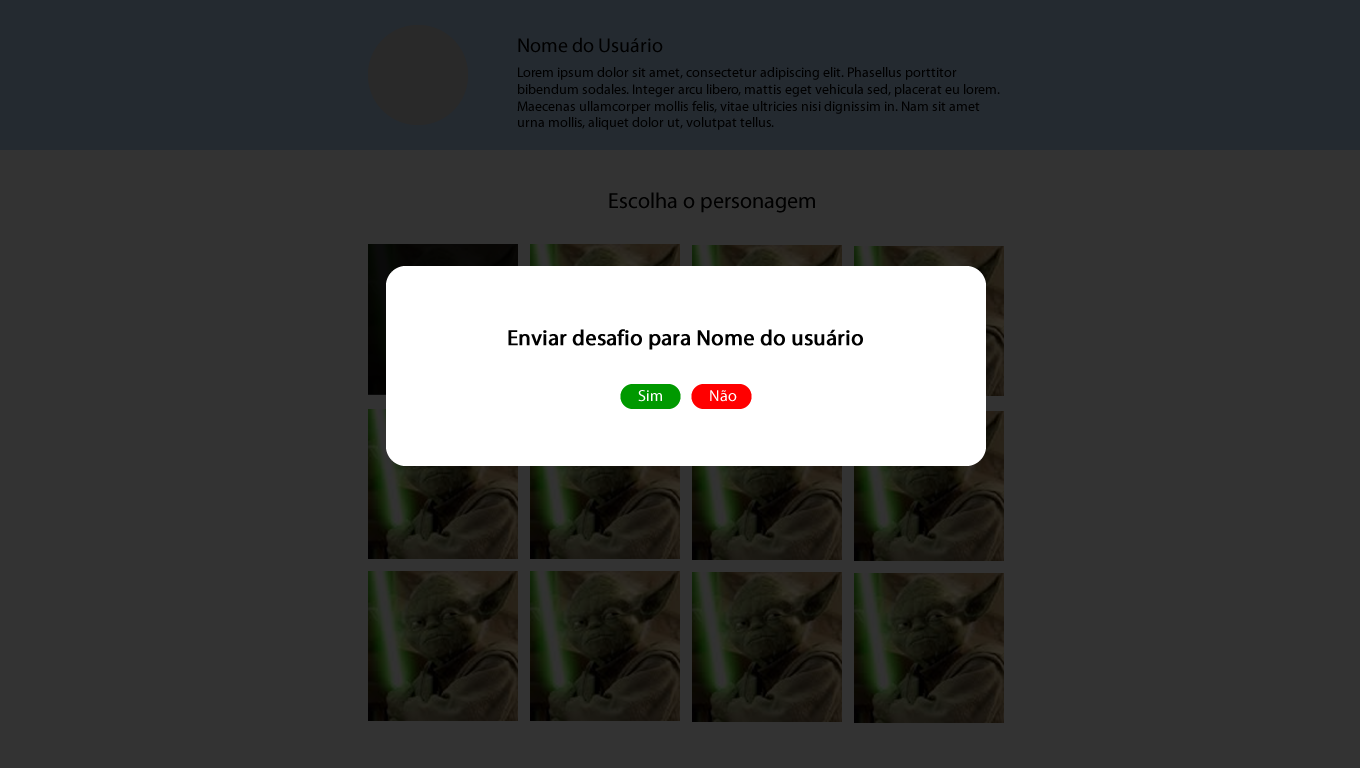 Nome do Usuário
Lorem ipsum dolor sit amet, consectetur adipiscing elit. Phasellus porttitor
bibendum sodales. Integer arcu libero, mattis eget vehicula sed, placerat eu lorem.
Maecenas ullamcorper mollis felis, vitae ultricies nisi dignissim in. Nam sit amet
urna mollis, aliquet dolor ut, volutpat tellus.
Escolha o personagem
Enviar desafio para Nome do usuário
Sim Não